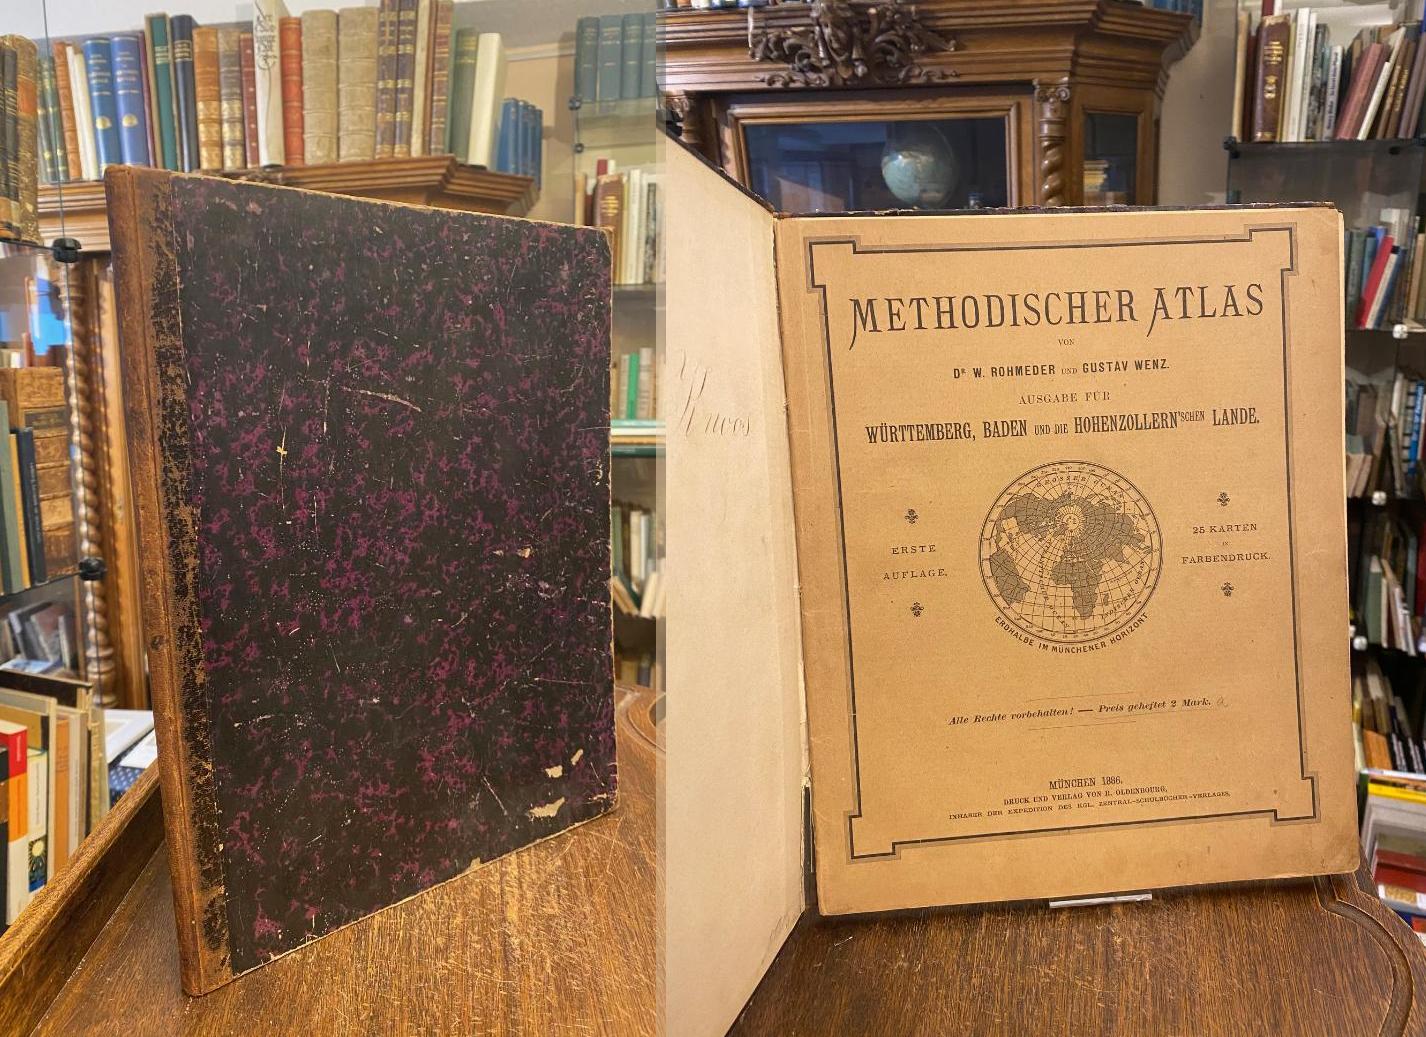 METHODISCHER ATLAS
VON
DR W. ROHMEDER UND GUSTAV WENZ.
AUSGABE FÜR
WÜRTTEMBERG, BADEN UND DIE HOHENZOLLERN'SCHEN LANDE.
GROSSER OCEAN
ERSTE
AUFLAGE.
25 KARTEN
IN
FARBENDRUCK.
ERDHALBE IM MÜNCHENER HORIZONT
Alle Rechte vorbehalten! — Preis geheftet 2 Mark.
MÜNCHEN 1886.
DRUCK UND VERLAG VON R. OLDENBOURG,
INHABER DER EXPEDITION DES KGL. ZENTRAL-SCHULBÜCHER-VERLAGES.